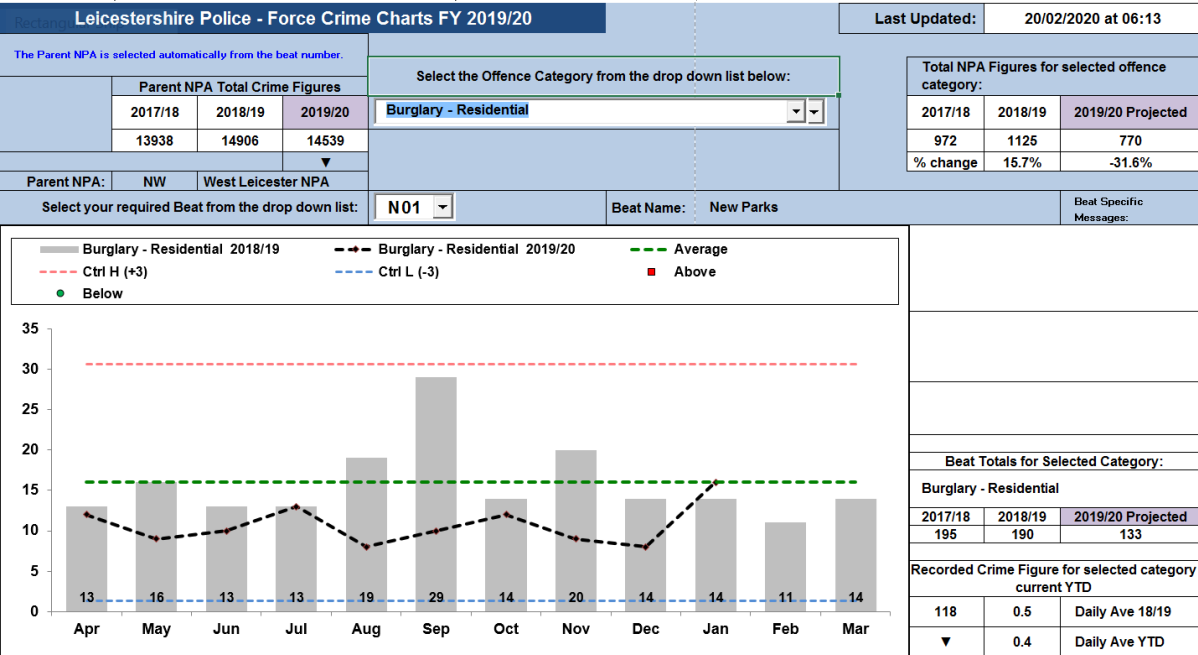 Leicestershire Police - Force Crime Charts FY 2019/20
Last Updated: 20/02/2020 at 06:13
The Parent NPA is selected automatically from the beat number.
Parent NPA Total Crime Figures
2017/18 2018/19 2019/20
13938 14906 14539
▼
Parent NPA: NW West Leicester NPA
Select the Offence Category from the drop down list below:
Burglary - Residential
Total NPA Figures for selected offence
category:
2017/18 2018/19 2019/20 Projected
972 1125 770
% change 15.7% -31.6%
Select your required Beat from the drop down list: N01
Beat Name: New Parks
Beat Specific
Messages:
Burglary - Residential 2018/19 Burglary - Residential 2019/20 Average
Ctrl H (+3) Ctrl L (-3) Above
Below
35
30
25
20
15
10
5
0
13 16 13 13 19 29 14 20 14 14 11 14
Apr May Jun Jul Aug Sep Oct Nov Dec Jan Feb Mar
Beat Totals for Selected Category:
Burglary - Residential
2017/18 2018/19 2019/20 Projected
195 190 133
Recorded Crime Figure for selected category
current YTD
118 0.5 Daily Ave 18/19
▼ 0.4 Daily Ave YTD